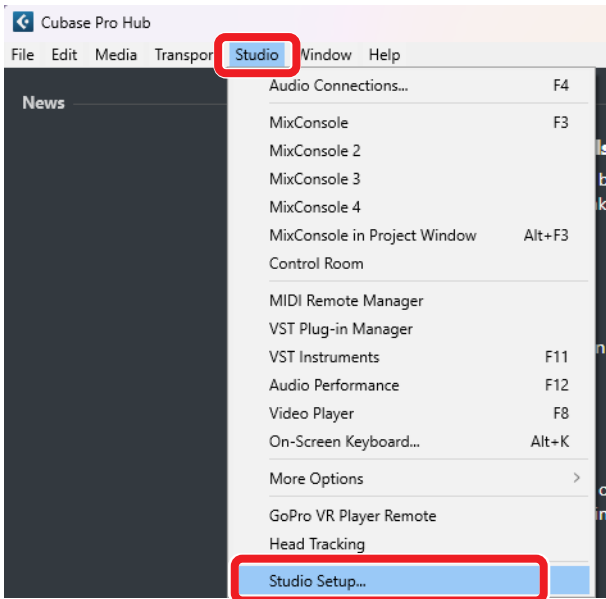 Cubase Pro Hub
File Edit Media Transpor Studio Window Help
News
Audio Connections... F4
MixConsole F3
MixConsole 2
MixConsole 3
MixConsole 4
MixConsole in Project Window Alt+F3
Control Room
MIDI Remote Manager
VST Plug-in Manager
VST Instruments F11
Audio Performance F12
Video Player F8
On-Screen Keyboard... Alt+K
More Options >
GoPro VR Player Remote
Head Tracking
Studio Setup...